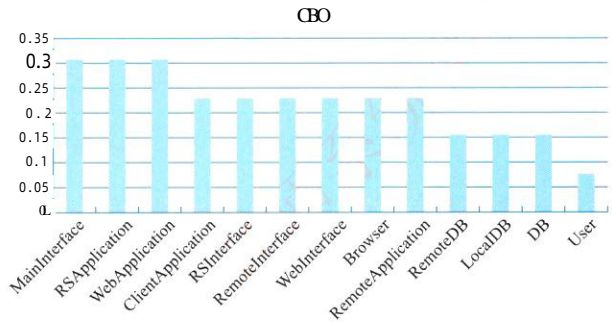 CBO
0.35
0.3
0.25
0.2
0.15
0.1
0.05
0
MainInterface
RSApplication
WebApplication
ClientApplication
RSInterface
RemoteInterface
WebInterface
Browser
RemoteApplication
RemoteDB
LocalDB
DB
User